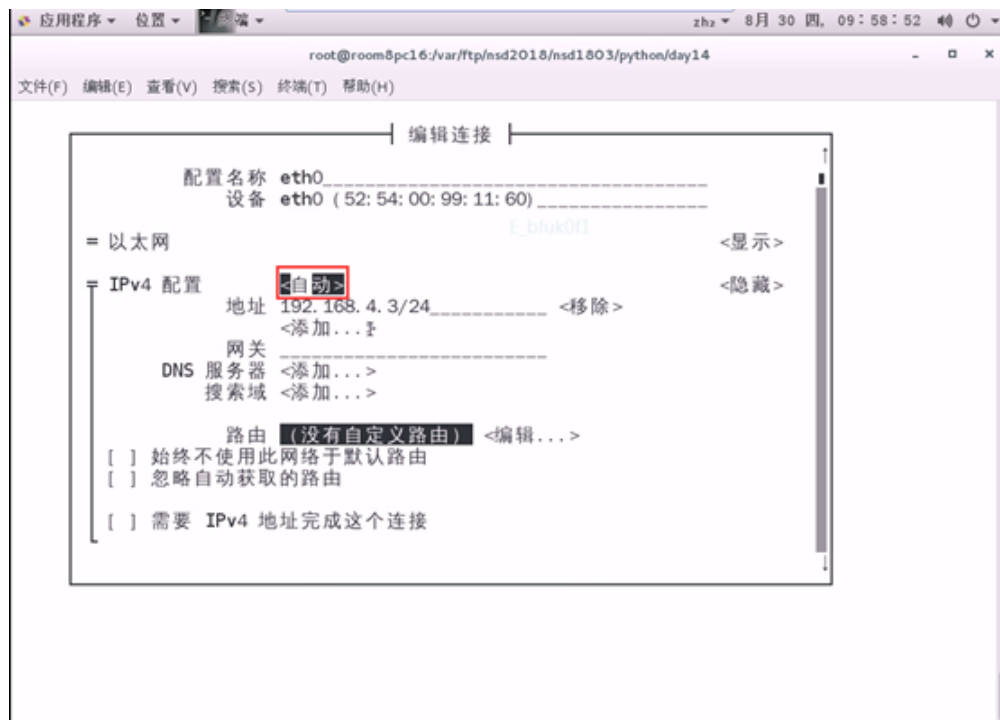 应用程序 位置 终端 zhz 8月 30 四, 09:58:52
root@room8pc16:/var/ftp/nsd2018/nsd1803/python/day14
文件(F) 编辑(E) 查看(V) 搜索(S) 终端(T) 帮助(H)
编辑连接
配置名称 eth0
设备 eth0 (52:54:00:99:11:60)
E_bfuk0f1
= 以太网 <显示>
IPv4 配置 <自动> <隐藏>
地址 192.168.4.3/24 <移除>
<添加...>
网关
DNS 服务器 <添加...>
搜索域 <添加...>
路由 (没有自定义路由) <编辑...>
[ ] 始终不使用此网络于默认路由
[ ] 忽略自动获取的路由
[ ] 需要 IPv4 地址完成这个连接